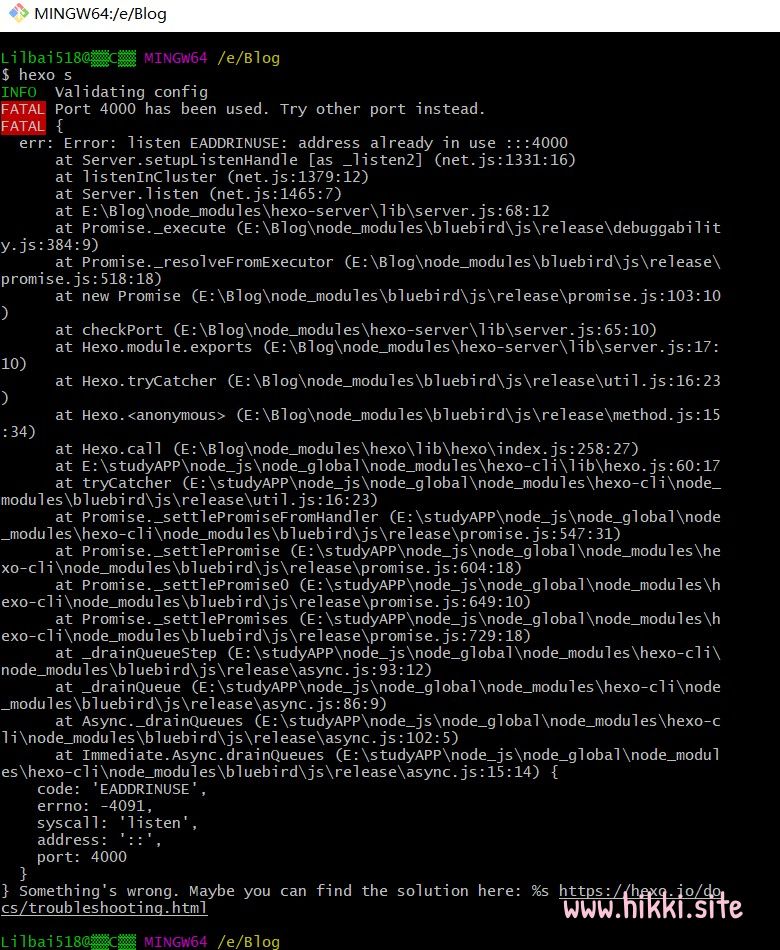 MINGW64:/e/Blog
Lilbai518@▒▒C▒▒ MINGW64 /e/Blog
$ hexo s
INFO  Validating config
FATAL Port 4000 has been used. Try other port instead.
FATAL {
  err: Error: listen EADDRINUSE: address already in use :::4000
      at Server.setupListenHandle [as _listen2] (net.js:1331:16)
      at listenInCluster (net.js:1379:12)
      at Server.listen (net.js:1465:7)
      at E:\Blog\node_modules\hexo-server\lib\server.js:68:12
      at Promise._execute (E:\Blog\node_modules\bluebird\js\release\debuggabilit
y.js:384:9)
      at Promise._resolveFromExecutor (E:\Blog\node_modules\bluebird\js\release\
promise.js:518:18)
      at new Promise (E:\Blog\node_modules\bluebird\js\release\promise.js:103:10
)
      at checkPort (E:\Blog\node_modules\hexo-server\lib\server.js:65:10)
      at Hexo.module.exports (E:\Blog\node_modules\hexo-server\lib\server.js:17:
10)
      at Hexo.tryCatcher (E:\Blog\node_modules\bluebird\js\release\util.js:16:23
)
      at Hexo.<anonymous> (E:\Blog\node_modules\bluebird\js\release\method.js:15
:34)
      at Hexo.call (E:\Blog\node_modules\hexo\lib\hexo\index.js:258:27)
      at E:\studyAPP\node_js\node_global\node_modules\hexo-cli\lib\hexo.js:60:17
      at tryCatcher (E:\studyAPP\node_js\node_global\node_modules\hexo-cli\node_
modules\bluebird\js\release\util.js:16:23)
      at Promise._settlePromiseFromHandler (E:\studyAPP\node_js\node_global\node
_modules\hexo-cli\node_modules\bluebird\js\release\promise.js:547:31)
      at Promise._settlePromise (E:\studyAPP\node_js\node_global\node_modules\he
xo-cli\node_modules\bluebird\js\release\promise.js:604:18)
      at Promise._settlePromise0 (E:\studyAPP\node_js\node_global\node_modules\h
exo-cli\node_modules\bluebird\js\release\promise.js:649:10)
      at Promise._settlePromises (E:\studyAPP\node_js\node_global\node_modules\h
exo-cli\node_modules\bluebird\js\release\promise.js:729:18)
      at _drainQueueStep (E:\studyAPP\node_js\node_global\node_modules\hexo-cli\
node_modules\bluebird\js\release\async.js:93:12)
      at _drainQueue (E:\studyAPP\node_js\node_global\node_modules\hexo-cli\node
_modules\bluebird\js\release\async.js:86:9)
      at Async._drainQueues (E:\studyAPP\node_js\node_global\node_modules\hexo-c
li\node_modules\bluebird\js\release\async.js:102:5)
      at Immediate.Async.drainQueues (E:\studyAPP\node_js\node_global\node_modul
es\hexo-cli\node_modules\bluebird\js\release\async.js:15:14) {
    code: 'EADDRINUSE',
    errno: -4091,
    syscall: 'listen',
    address: '::',
    port: 4000
  }
} Something's wrong. Maybe you can find the solution here: %s https://hexo.io/do
cs/troubleshooting.html
www.hikki.site
Lilbai518@▒▒C▒▒ MINGW64 /e/Blog